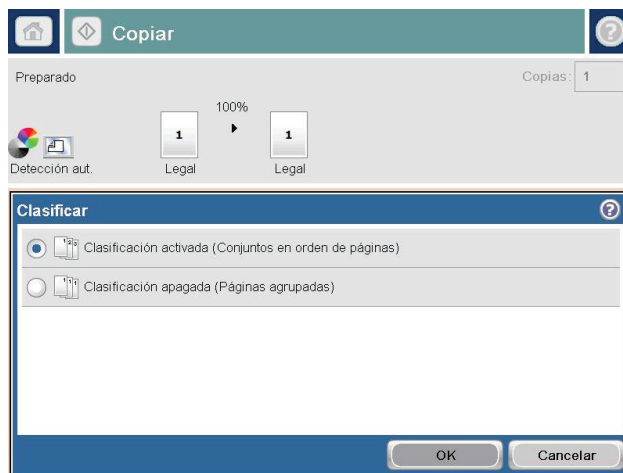 Copiar
Preparado
Copias: 1
100%
1
1
Detección aut.
Legal
Legal
Clasificar
Clasificación activada (Conjuntos en orden de páginas)
Clasificación apagada (Páginas agrupadas)
OK
Cancelar